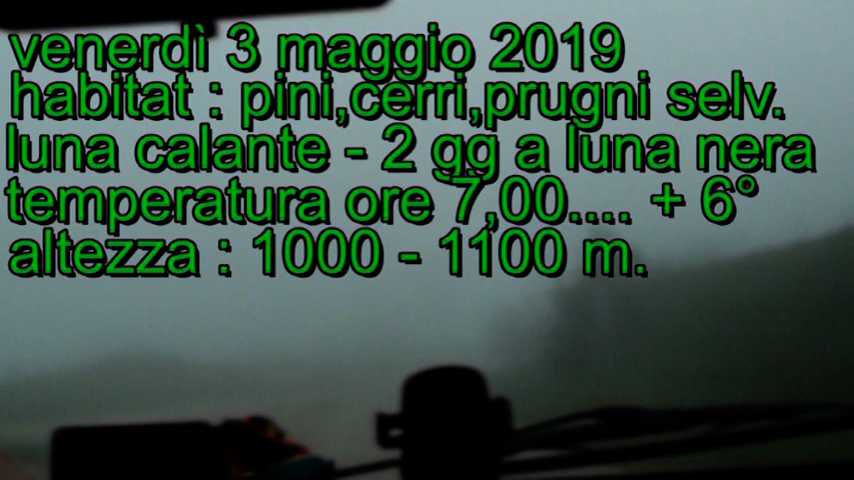 venerdì 3 maggio 2019
habitat : pini,cerri,prugni selv.
luna calante - 2 gg a luna nera
temperatura ore 7,00.... + 6°
altezza : 1000 - 1100 m.